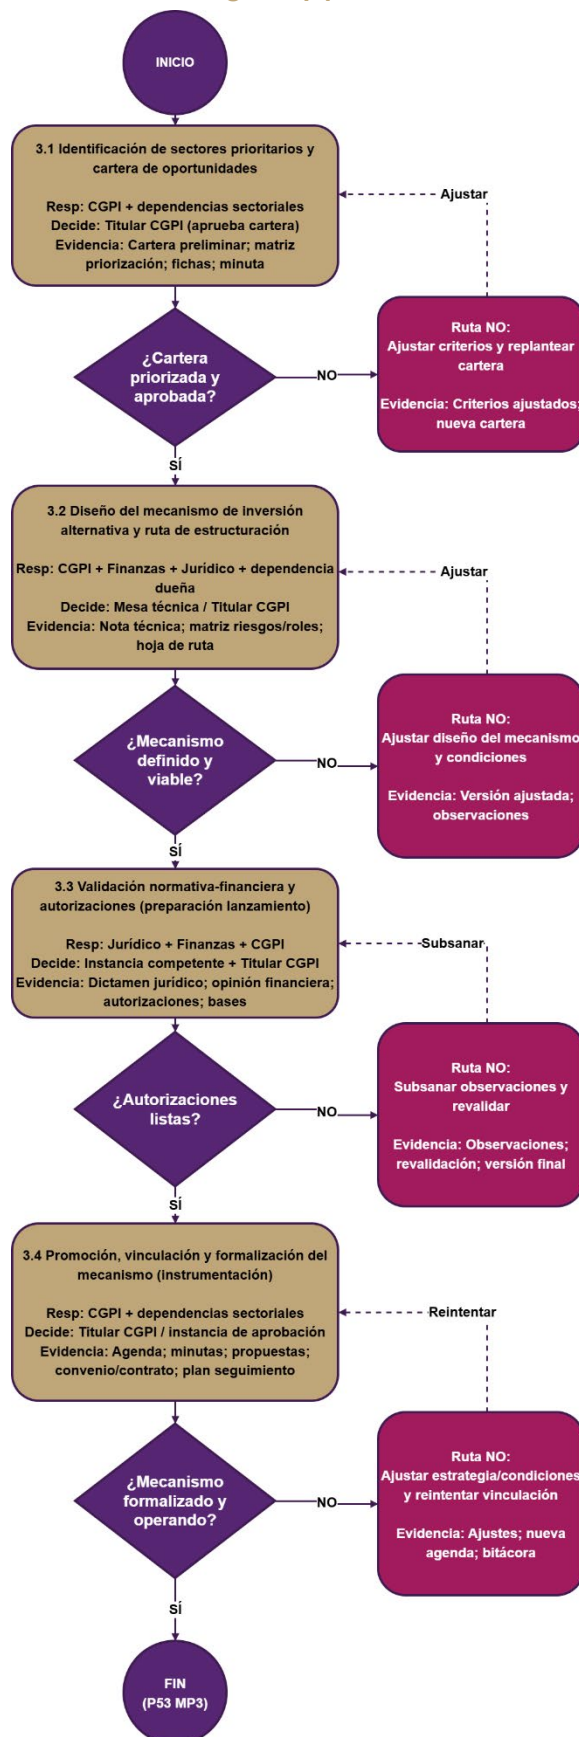 INICIO
3.1 Identificación de sectores prioritarios y
cartera de oportunidades
Resp: CGPI + dependencias sectoriales
Decide: Titular CGPI (aprueba cartera)
Evidencia: Cartera preliminar; matriz
priorización; fichas; minuta
Ajustar
¿Cartera
priorizada y
aprobada?
NO
Ruta NO:
Ajustar criterios y replantear
cartera
Evidencia: Criterios ajustados;
nueva cartera
SÍ
3.2 Diseño del mecanismo de inversión
alternativa y ruta de estructuración
Resp: CGPI + Finanzas + Jurídico + dependencia
dueña
Decide: Mesa técnica / Titular CGPI
Evidencia: Nota técnica; matriz riesgos/roles;
hoja de ruta
Ajustar
¿Mecanismo
definido y
viable?
NO
Ruta NO:
Ajustar diseño del mecanismo
y condiciones
Evidencia: Versión ajustada;
observaciones
SÍ
3.3 Validación normativa-financiera y
autorizaciones (preparación lanzamiento)
Resp: Jurídico + Finanzas + CGPI
Decide: Instancia competente + Titular CGPI
Evidencia: Dictamen jurídico; opinión financiera;
autorizaciones; bases
Subsanar
¿Autorizaciones
listas?
NO
Ruta NO:
Subsanar observaciones y
revalidar
Evidencia: Observaciones;
revalidación; versión final
SÍ
3.4 Promoción, vinculación y formalización del
mecanismo (instrumentación)
Resp: CGPI + dependencias sectoriales
Decide: Titular CGPI / instancia de aprobación
Evidencia: Agenda; minutas; propuestas;
convenio/contrato; plan seguimiento
Reintentar
¿Mecanismo
formalizado y
operando?
NO
Ruta NO:
Ajustar estrategia/condiciones
y reintentar vinculación
Evidencia: Ajustes; nueva
agenda; bitácora
SÍ
FIN
(P53 MP3)